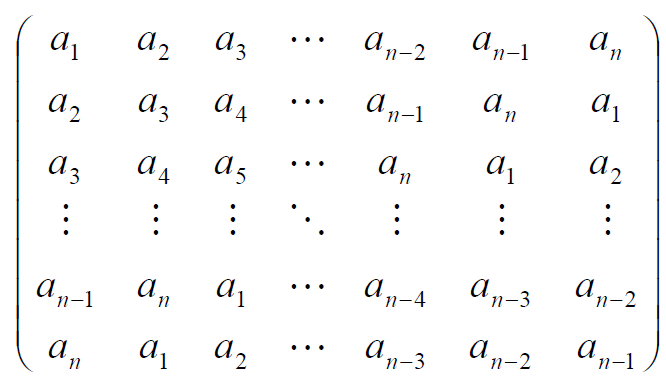 a₁ a₂ a₃ ⋯ aₙ₋₂ aₙ₋₁ aₙ
a₂ a₃ a₄ ⋯ aₙ₋₁ aₙ a₁
a₃ a₄ a₅ ⋯ aₙ a₁ a₂
⋮ ⋮ ⋮ ⋱ ⋮ ⋮ ⋮
aₙ₋₁ aₙ a₁ ⋯ aₙ₋₄ aₙ₋₃ aₙ₋₂
aₙ a₁ a₂ ⋯ aₙ₋₃ aₙ₋₂ aₙ₋₁